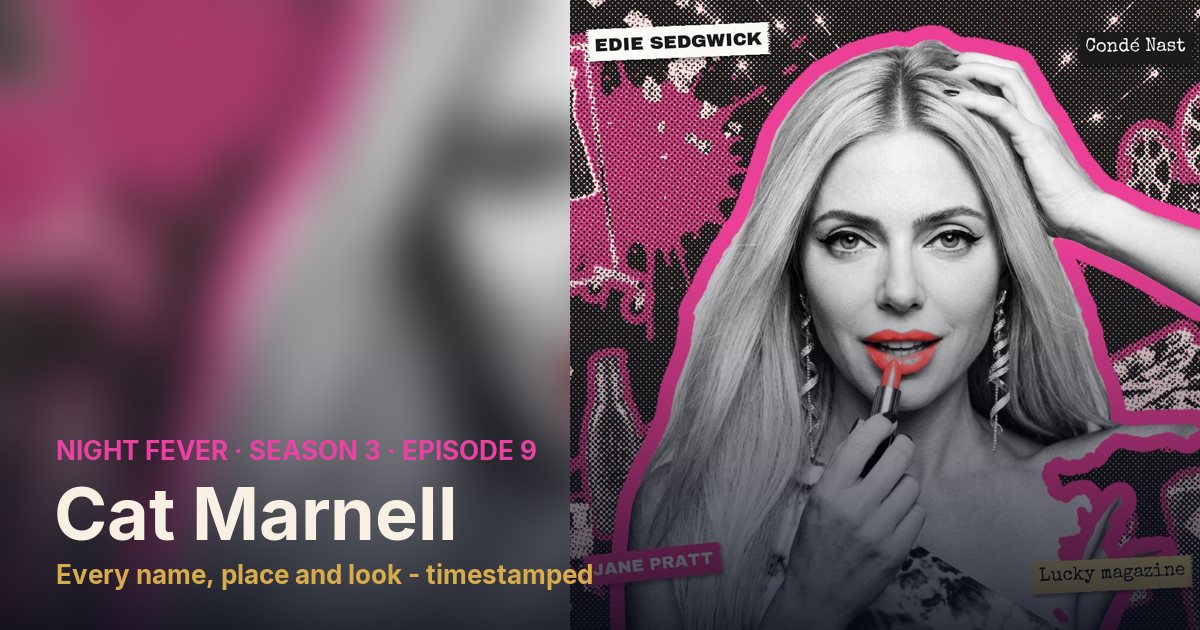 EDIE SEDGWICK
Condé Nast
NIGHT FEVER · SEASON 3 · EPISODE 9
Cat Marnell
Every name, place and look - timestamped
JANE PRATT
Lucky magazine